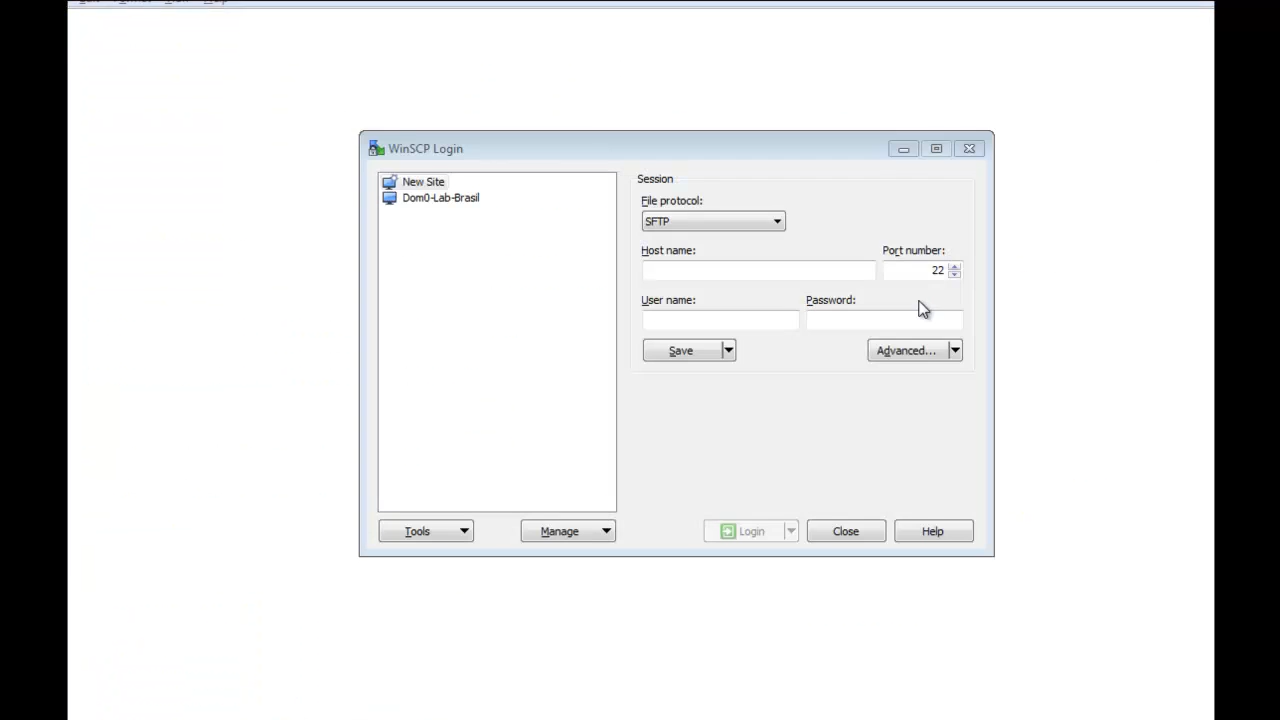 WinSCP Login
New Site
Dom0-Lab-Brasil
Session
File protocol:
SFTP
Host name:
Port number:
22
User name:
Password:
Save
Advanced...
Tools
Manage
Login
Close
Help